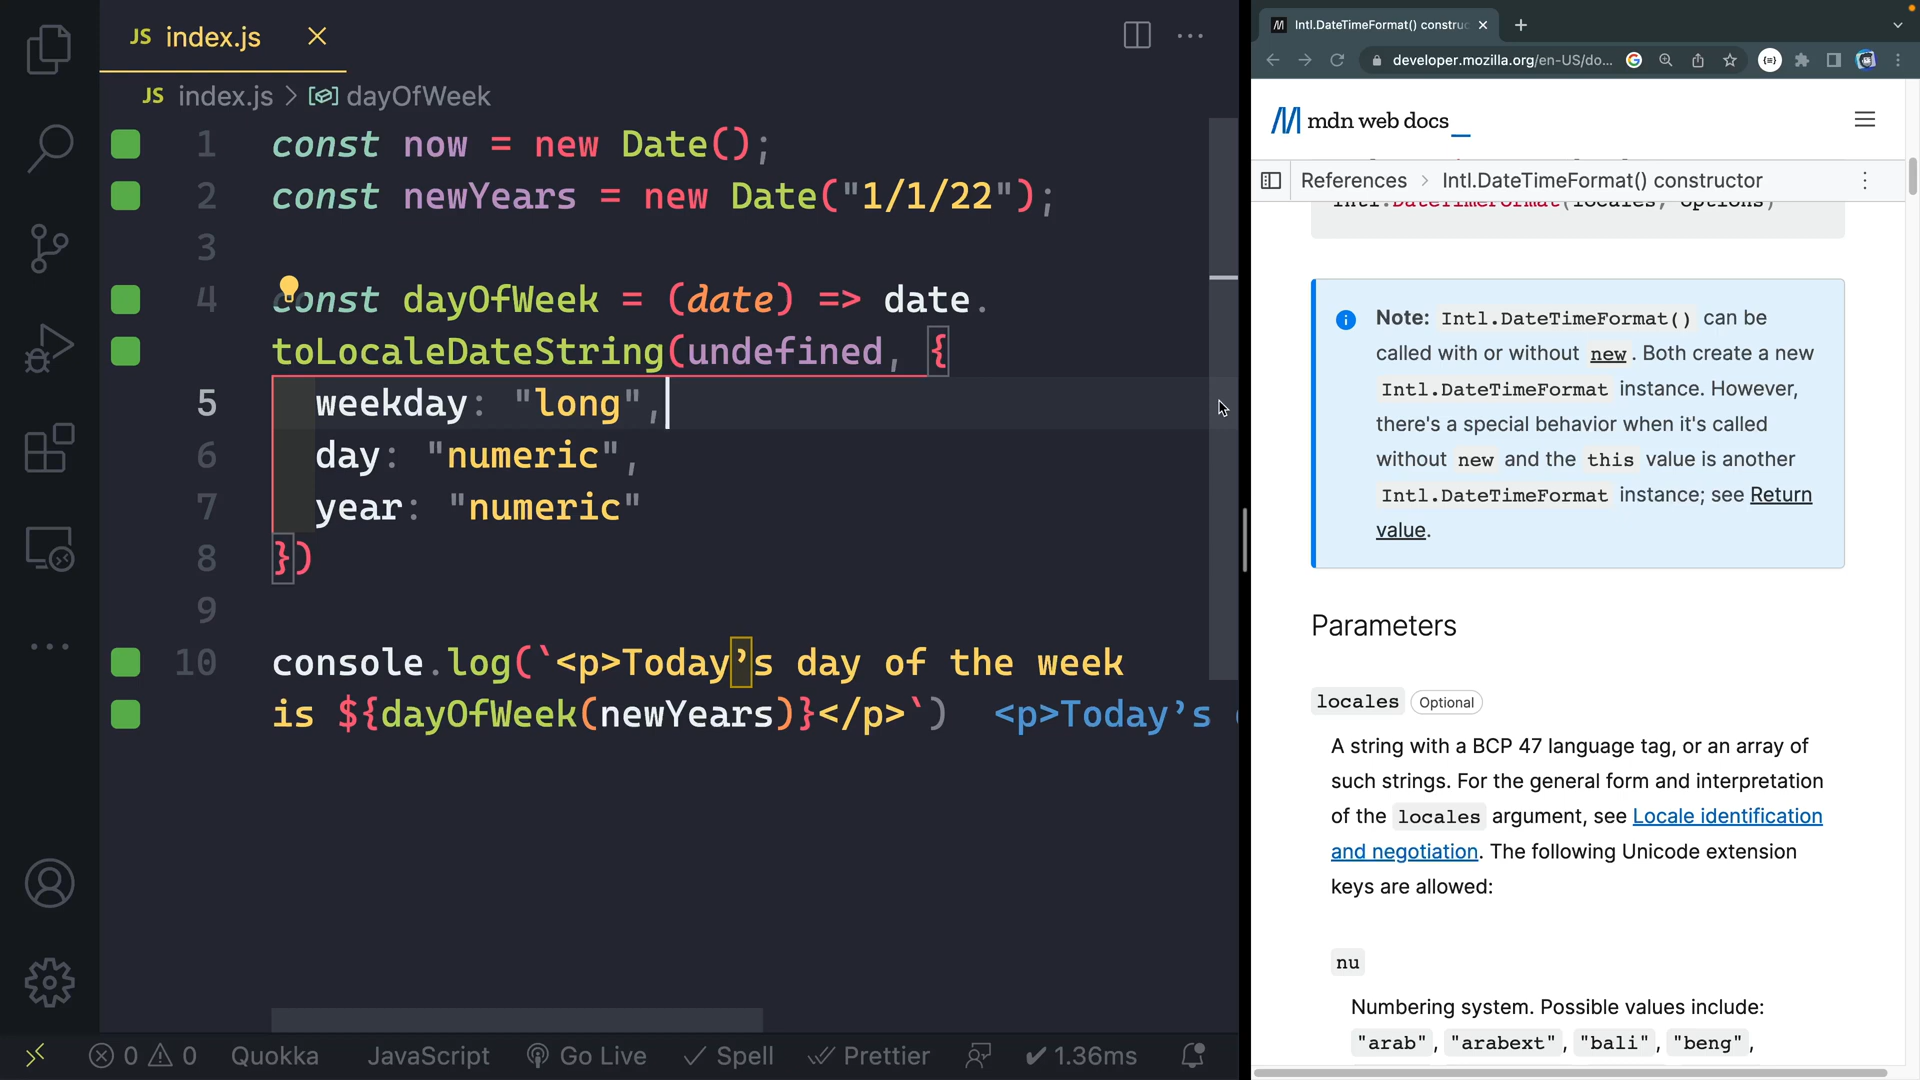 JS index.js
JS index.js > dayOfWeek
1 const now = new Date();
2 const newYears = new Date("1/1/22");
3
4 const dayOfWeek = (date) => date.
toLocaleDateString(undefined, {
5 weekday: "long",
6 day: "numeric",
7 year: "numeric"
8 })
9
10 console.log(`<p>Today’s day of the week
is ${dayOfWeek(newYears)}</p>`) <p>Today’s
0 0 Quokka JavaScript Go Live Spell Prettier 1.36ms
Intl.DateTimeFormat() construc
developer.mozilla.org/en-US/do...
mdn web docs_
References > Intl.DateTimeFormat() constructor
Intl.DateTimeFormat(locales, options)
Note: Intl.DateTimeFormat() can be
called with or without new. Both create a new
Intl.DateTimeFormat instance. However,
there's a special behavior when it's called
without new and the this value is another
Intl.DateTimeFormat instance; see Return
value.
Parameters
locales Optional
A string with a BCP 47 language tag, or an array of
such strings. For the general form and interpretation
of the locales argument, see Locale identification
and negotiation. The following Unicode extension
keys are allowed:
nu
Numbering system. Possible values include:
"arab", "arabext", "bali", "beng",